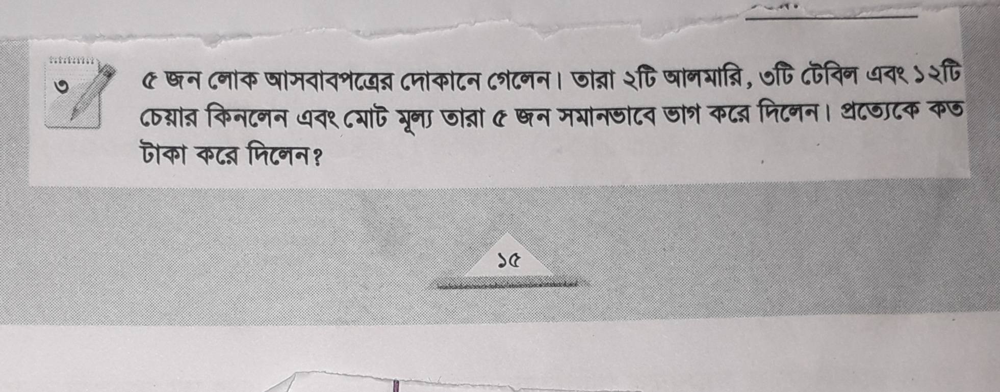 ৩
৫ জন লোক আসবাবপত্রের দোকানে গেলেন। তারা ২টি আলমারি, ৩টি টেবিল এবং ১২টি
চেয়ার কিনলেন এবং মোট মূল্য তারা ৫ জন সমানভাবে ভাগ করে দিলেন। প্রত্যেকে কত
টাকা করে দিলেন?
১৫